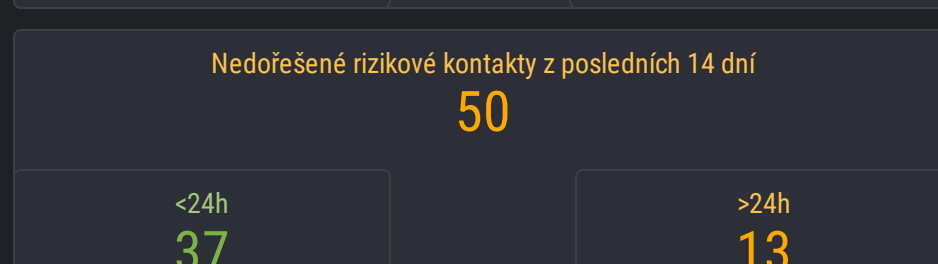 Nedořešené rizikové kontakty z posledních 14 dní
50
<24h
>24h
37
13